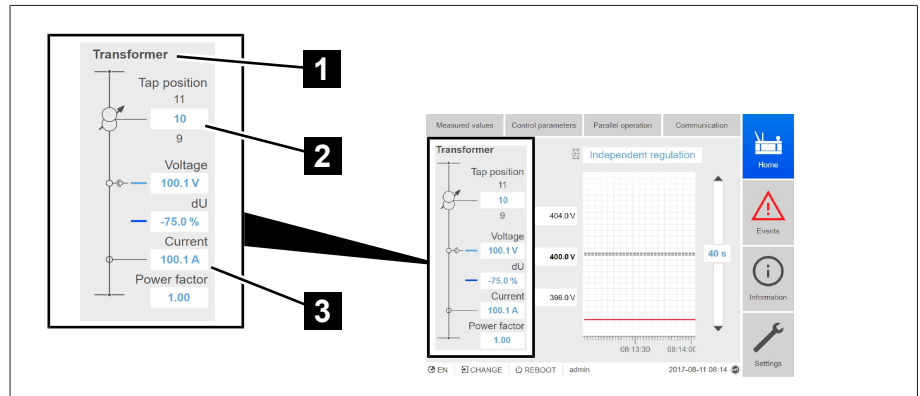 Transformer
Tap position
11
10
9
Voltage
100.1 V
dU
-75.0 %
Current
100.1 A
Power factor
1.00
1
2
3
Measured values
Control parameters
Parallel operation
Communication
Transformer
Tap position
11
10
9
Voltage
100.1 V
dU
-75.0 %
Current
100.1 A
Power factor
1.00
Independent regulation
404.0 V
400.0 V
396.0 V
40 s
08:13:30
08:14:00
Home
Events
Information
Settings
EN
CHANGE
REBOOT
admin
2017-08-11 08:14